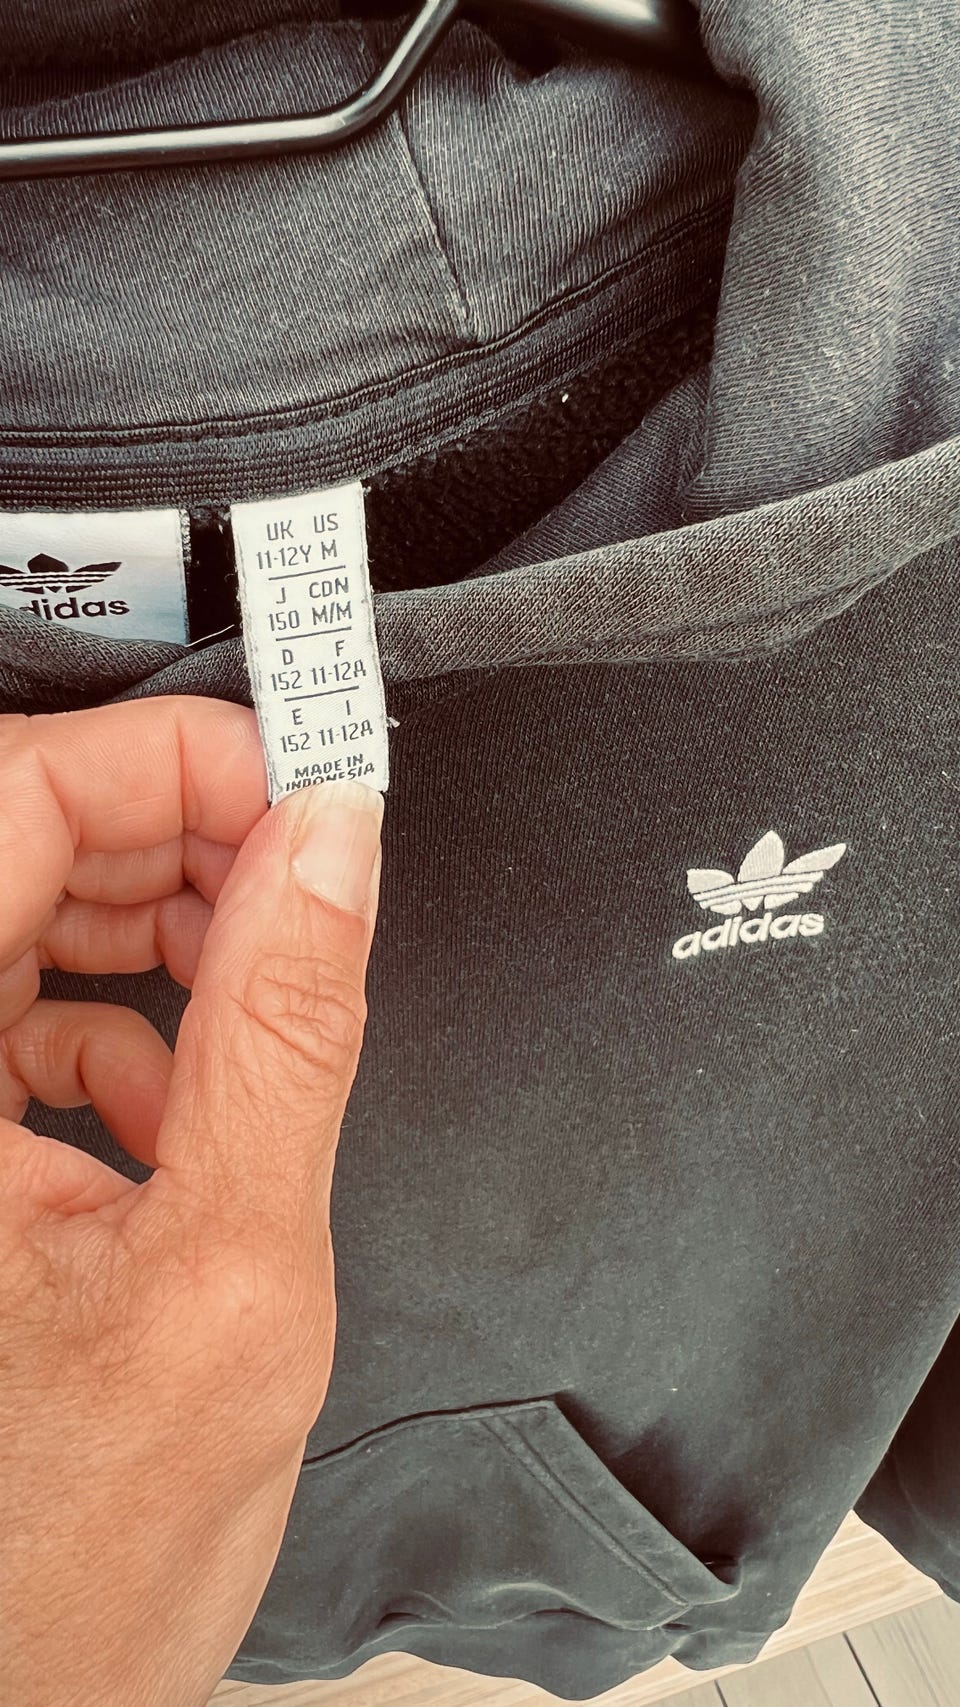 UK US
11-12Y M
J CDN
150 M/M
D F
152 11-12A
E I
152 11-12A
MADE IN
INDONESIA
adidas
adidas